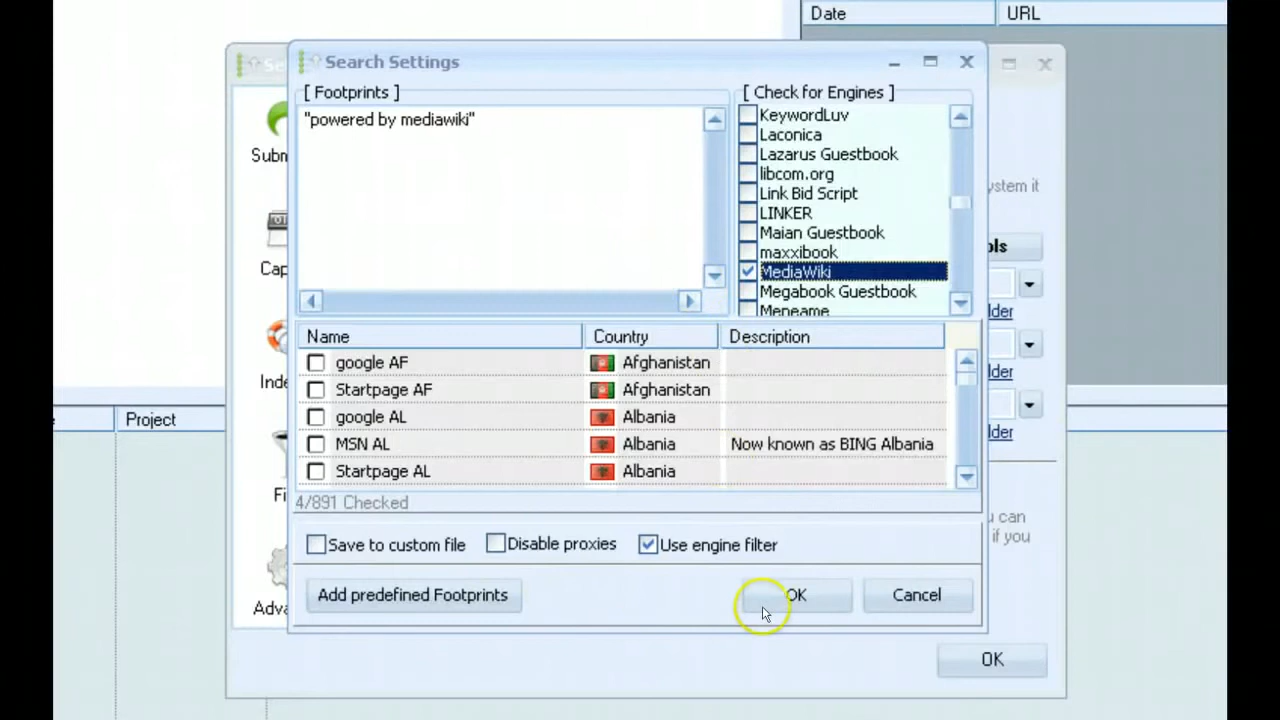 Date URL
Search Settings
[ Footprints ] [ Check for Engines ]
"powered by mediawiki"
KeywordLuv
Laconica
Lazarus Guestbook
libcom.org
Link Bid Script
LINKER
Maian Guestbook
maxxibook
MediaWiki
Megabook Guestbook
Meneame
Subm
Cap
Inde
Fi
Adva
ystem it
ols
lder
lder
lder
u can
if you
Project
Name Country Description
google AF Afghanistan
Startpage AF Afghanistan
google AL Albania
MSN AL Albania Now known as BING Albania
Startpage AL Albania
4/891 Checked
Save to custom file Disable proxies Use engine filter
Add predefined Footprints OK Cancel
OK